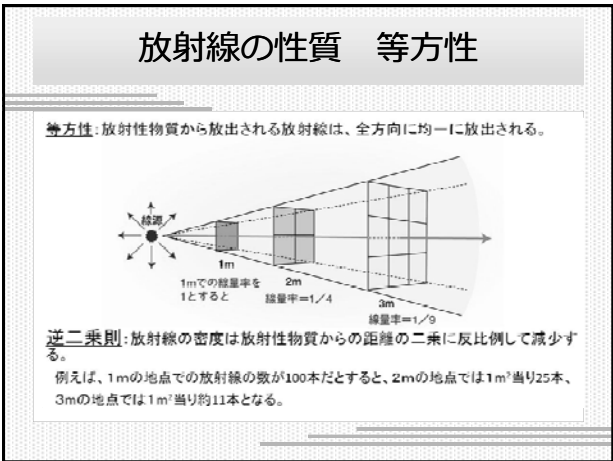 放射線の性質　等方性
等方性:放射性物質から放出される放射線は、全方向に均一に放出される。
線源
1m
1mでの線量率を
1とすると
2m
線量率=1/4
3m
線量率=1/9
逆二乗則:放射線の密度は放射性物質からの距離の二乗に反比例して減少す
る。
例えば、1mの地点での放射線の数が100本だとすると、2mの地点では1m²当り25本、
3mの地点では1m²当り約11本となる。